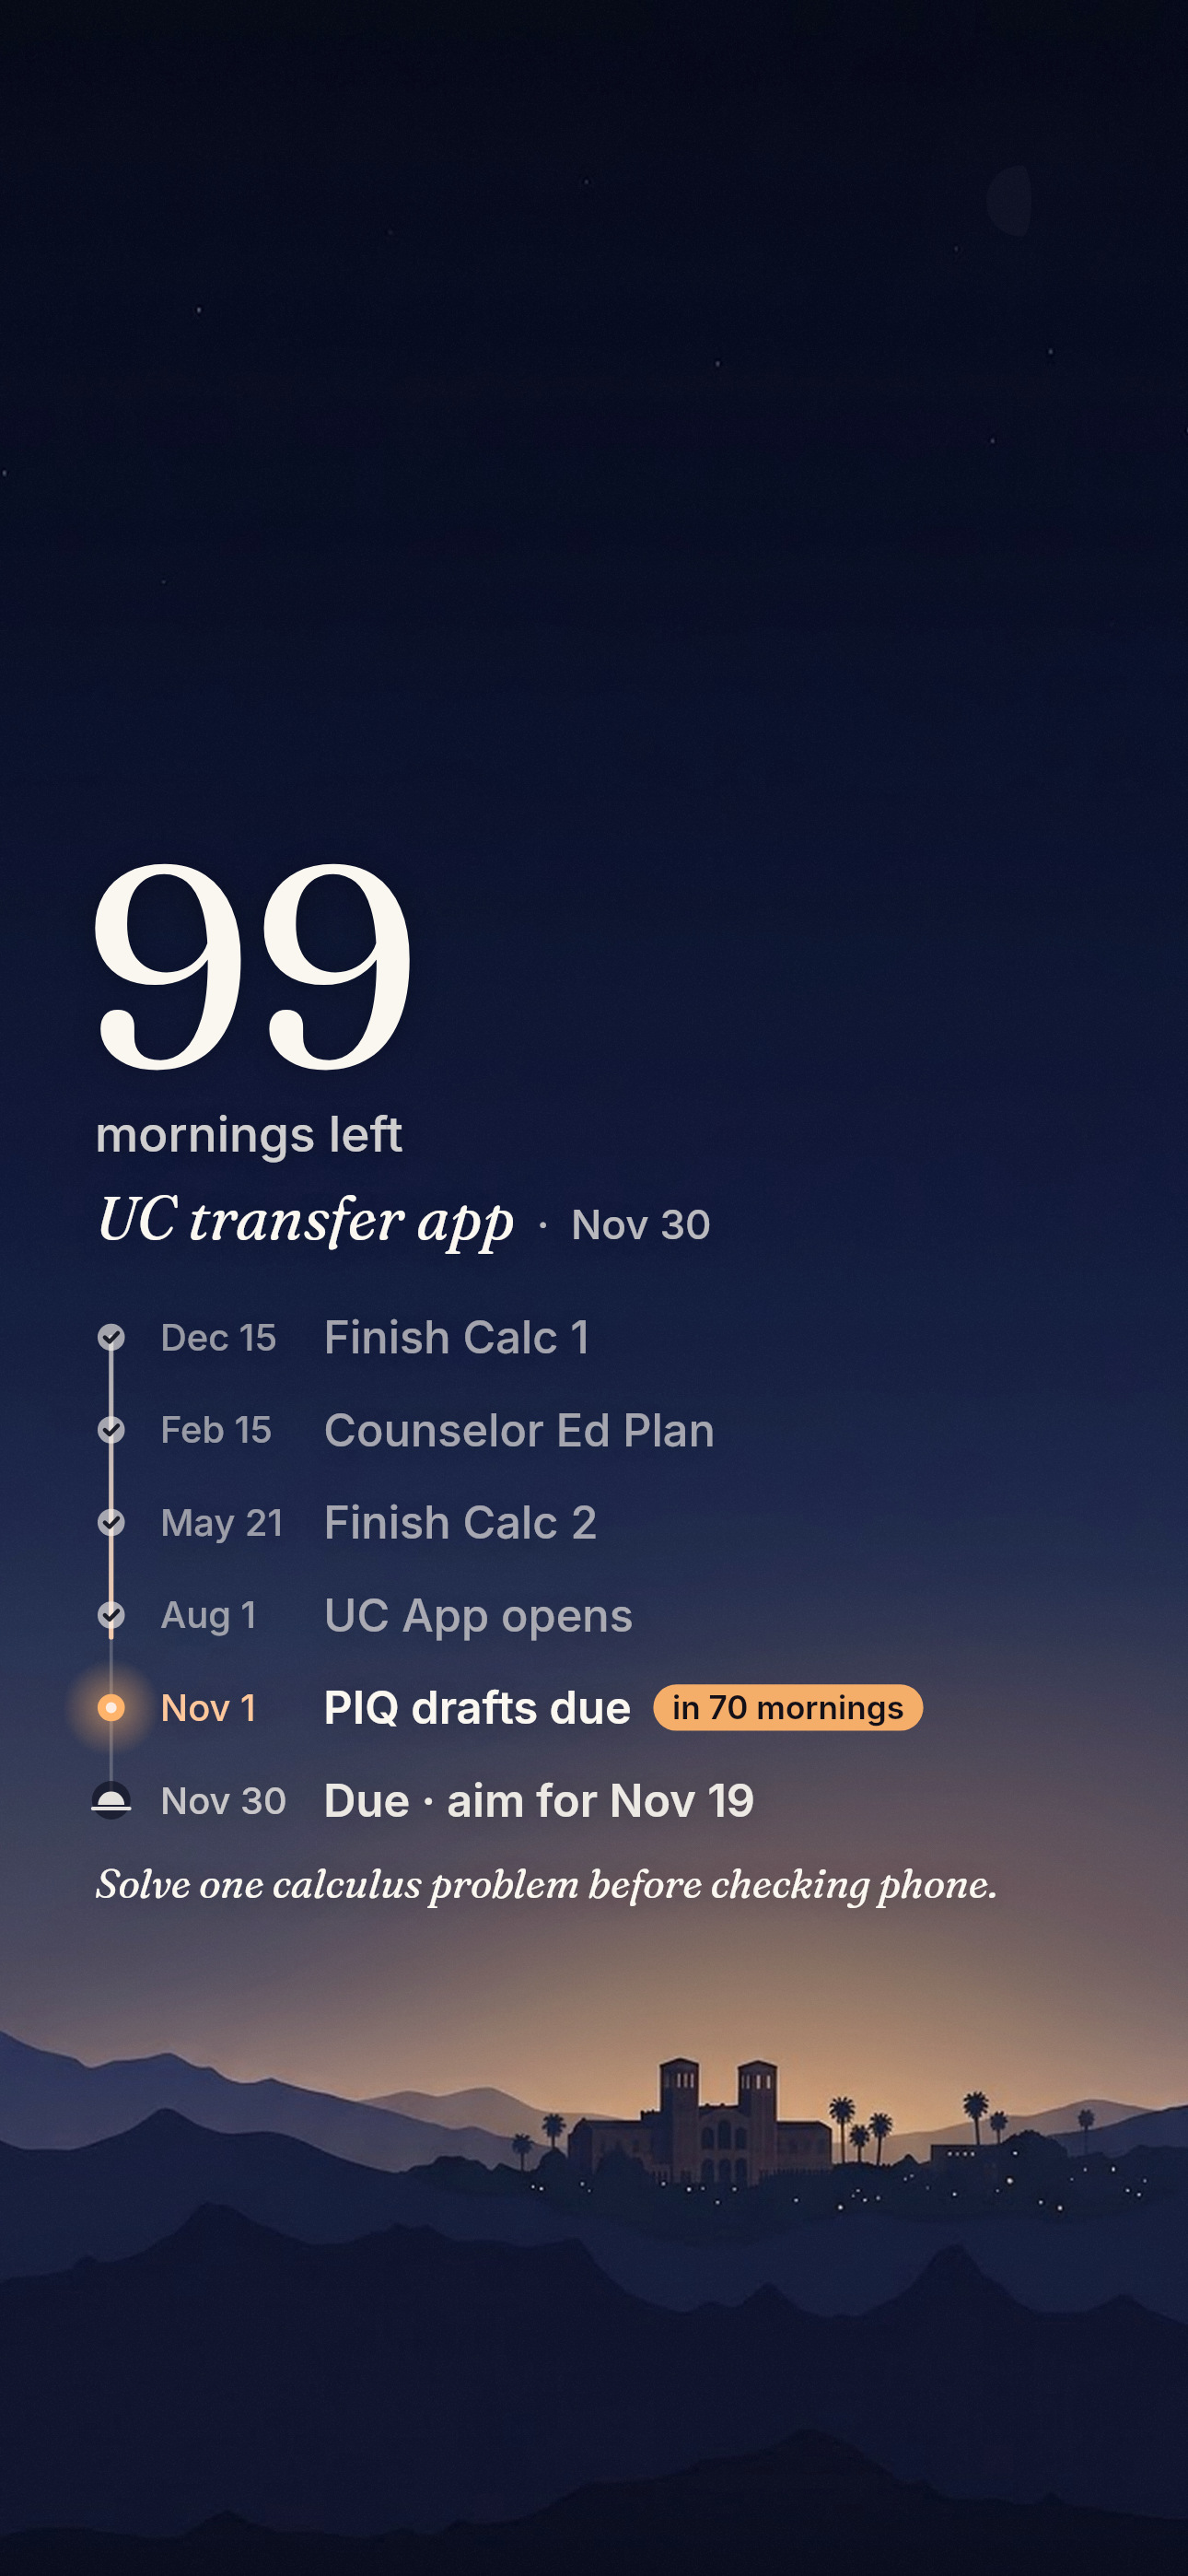 99
mornings left
UC transfer app · Nov 30
Dec 15 Finish Calc 1
Feb 15 Counselor Ed Plan
May 21 Finish Calc 2
Aug 1 UC App opens
Nov 1 PIQ drafts due in 70 mornings
Nov 30 Due · aim for Nov 19
Solve one calculus problem before checking phone.